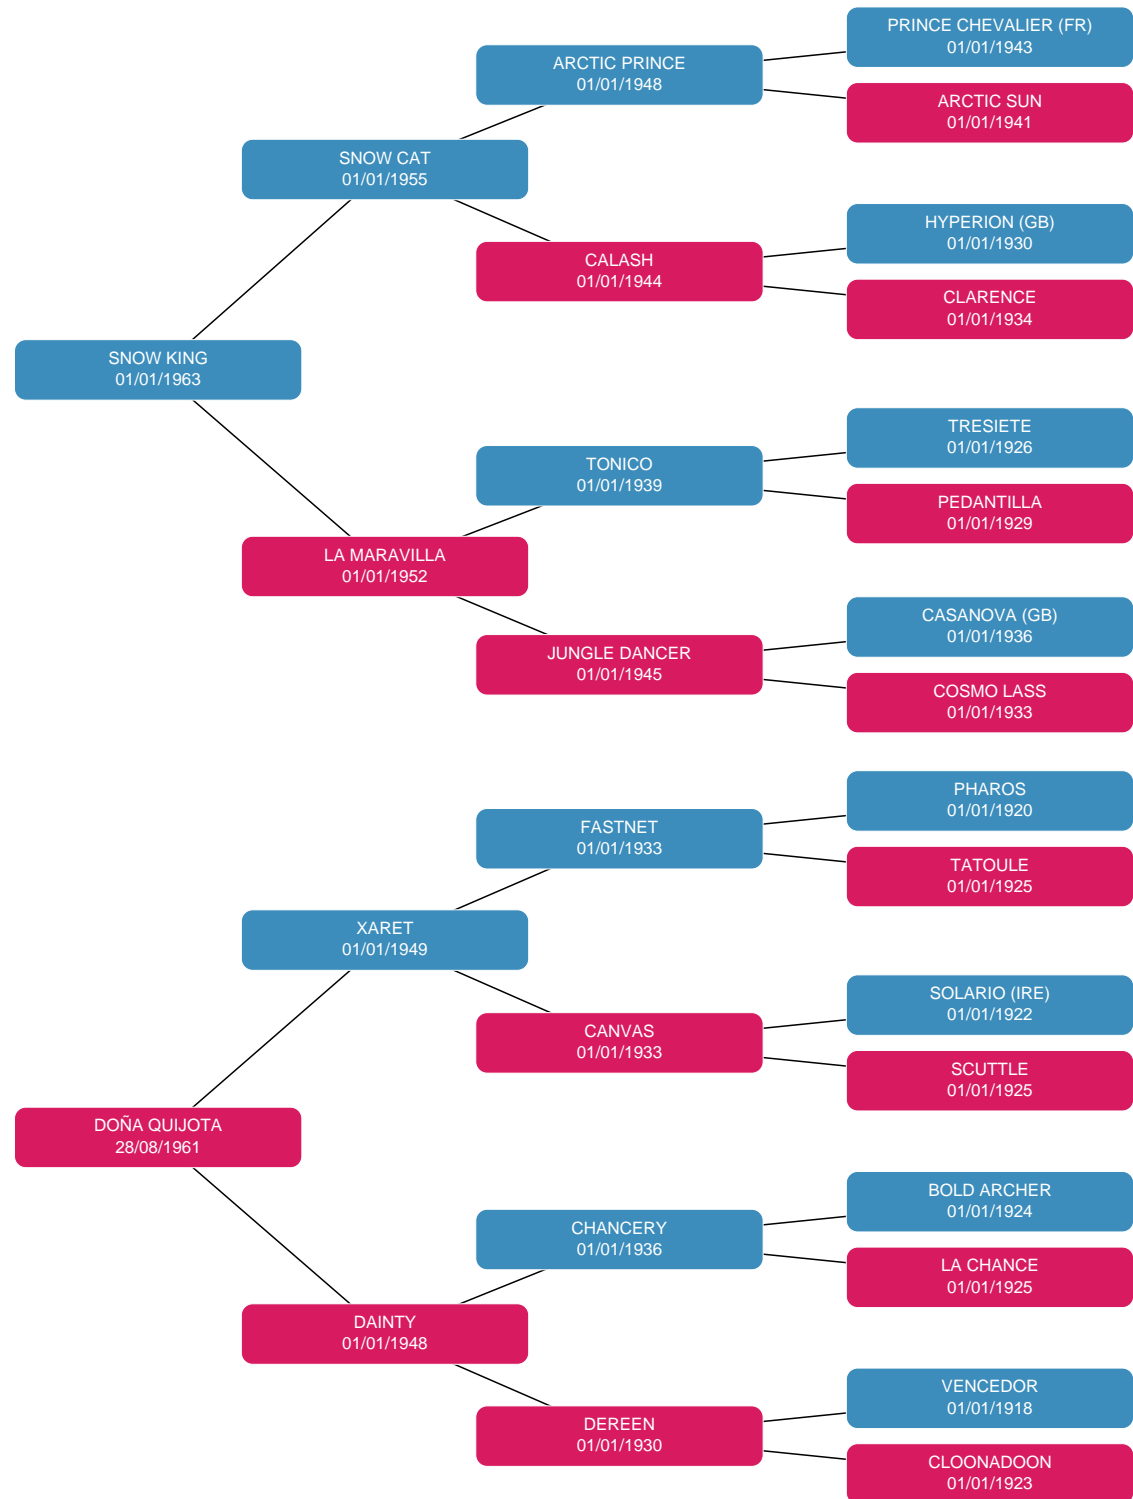 PRINCE CHEVALIER (FR)
01/01/1943
ARCTIC PRINCE
01/01/1948
ARCTIC SUN
01/01/1941
SNOW CAT
01/01/1955
HYPERION (GB)
01/01/1930
CALASH
01/01/1944
CLARENCE
01/01/1934
SNOW KING
01/01/1963
TRESIETE
01/01/1926
TONICO
01/01/1939
PEDANTILLA
01/01/1929
LA MARAVILLA
01/01/1952
CASANOVA (GB)
01/01/1936
JUNGLE DANCER
01/01/1945
COSMO LASS
01/01/1933
PHAROS
01/01/1920
FASTNET
01/01/1933
TATOULE
01/01/1925
XARET
01/01/1949
SOLARIO (IRE)
01/01/1922
CANVAS
01/01/1933
SCUTTLE
01/01/1925
DOÑA QUIJOTA
28/08/1961
BOLD ARCHER
01/01/1924
CHANCERY
01/01/1936
LA CHANCE
01/01/1925
DAINTY
01/01/1948
VENCEDOR
01/01/1918
DEREEN
01/01/1930
CLOONADOON
01/01/1923